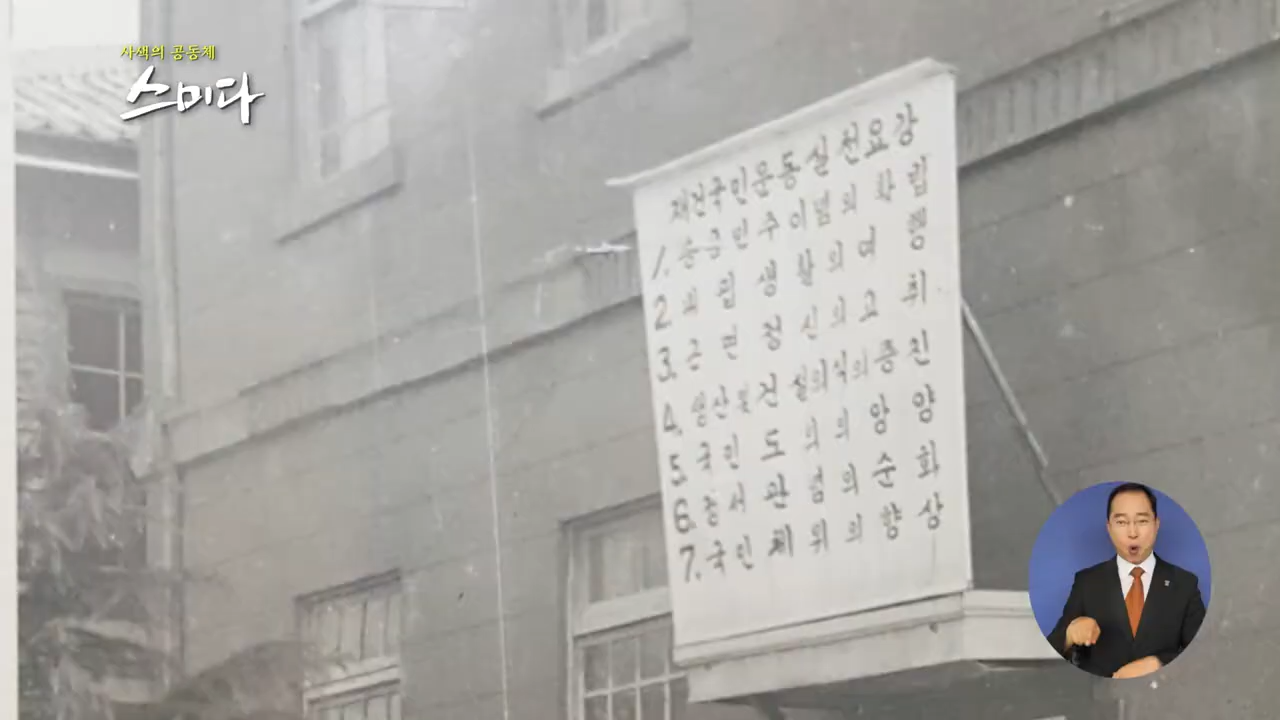 사색의 공동체
스미다
재건국민운동실천요강
1. 승공민주이념의 확립
2. 내핍생활의 여행
3. 근면정신의 고취
4. 생산 및 건설의식의 증진
5. 국민도의의 앙양
6. 정서관념의 순화
7. 국민체위의 향상